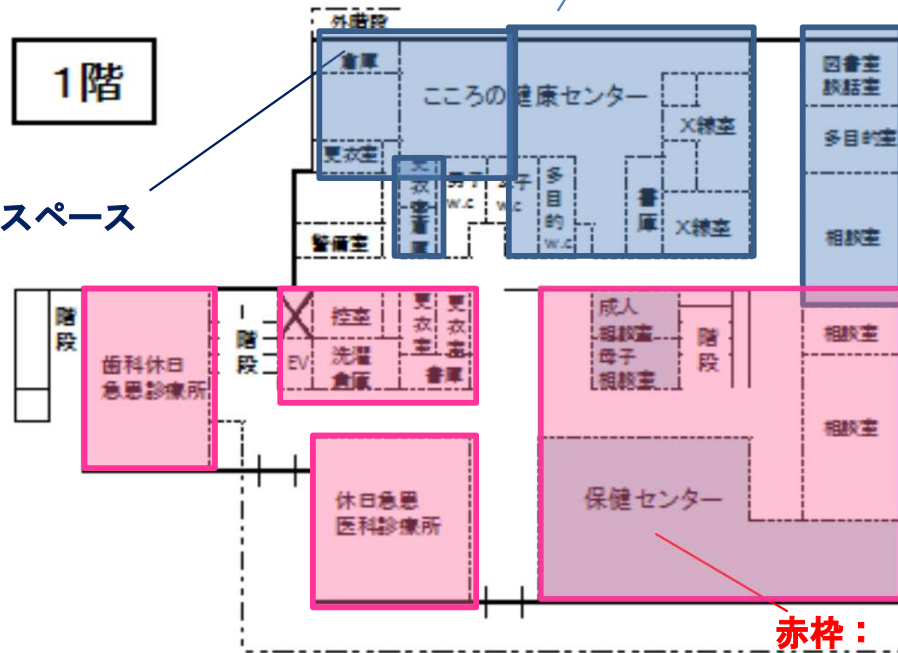 外階段
1階
倉庫
こころの健康センター
X線室
図書室
談話室
多目的室
更衣室
更衣室倉庫
男子
w.c
女子
w.c
多目的
w.c
書庫
X線室
相談室
スペース
警備室
階段
歯科休日
急患診療所
階段
EV
控室
洗濯
倉庫
更衣室
更衣室
書庫
成人
相談室
母子
相談室
階段
相談室
相談室
休日急患
医科診療所
保健センター
赤枠：